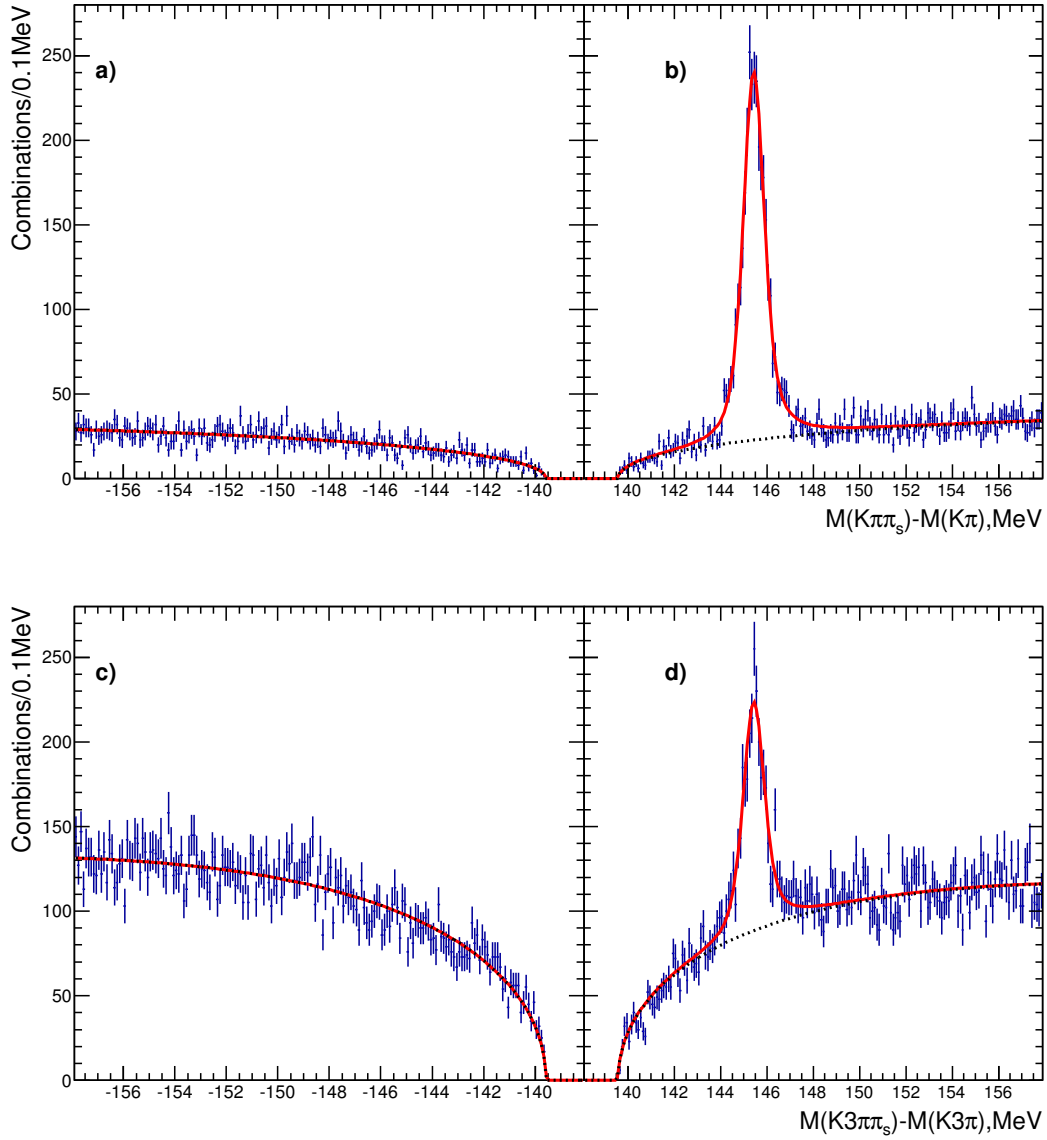 Combinations/0.1MeV
250
200
150
100
50
0
a)
b)
-156 -154 -152 -150 -148 -146 -144 -142 -140
140 142 144 146 148 150 152 154 156
M(Kππs)-M(Kπ),MeV
Combinations/0.1MeV
250
200
150
100
50
0
c)
d)
-156 -154 -152 -150 -148 -146 -144 -142 -140
140 142 144 146 148 150 152 154 156
M(K3ππs)-M(K3π),MeV